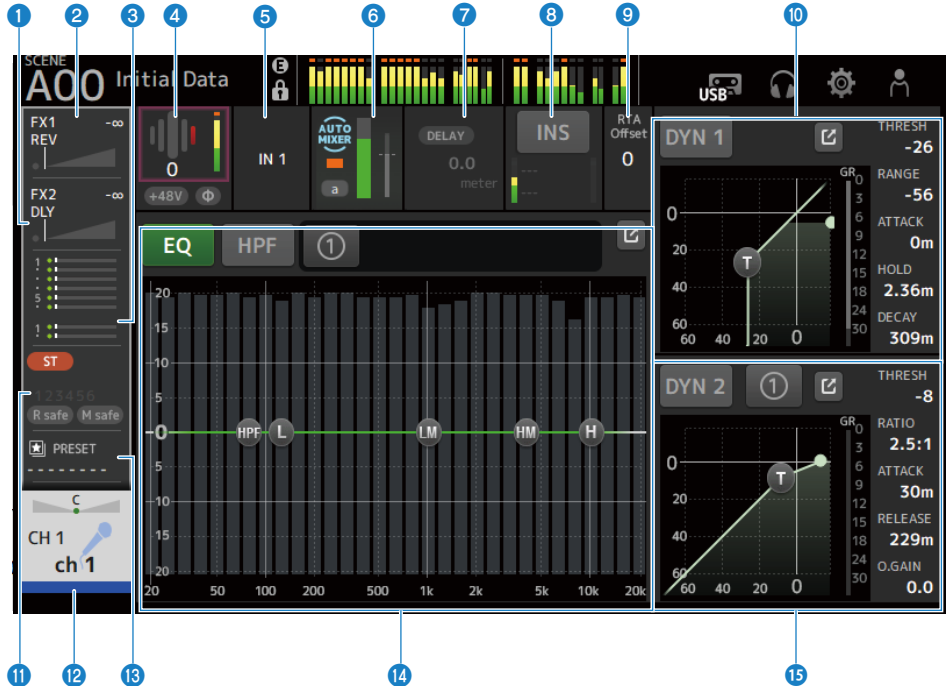 1 2 3 4 5 6 7 8 9 10
SCENE
A00 Initial Data
E
USB
FX1 -∞
REV
FX2 -∞
DLY
1
5
1
ST
123456
R safe M safe
PRESET
--------
C
CH 1
ch 1
0
+48V Φ
IN 1
AUTO
MIXER
a
DELAY
0.0
meter
INS
---
---
RTA
Offset
0
EQ HPF 1
20
15
10
5
0
5
10
15
20
HPF L LM HM H
20 50 100 200 500 1k 2k 5k 10k 20k
DYN 1
GR
0
3
6
9
12
15
18
24
30
0
20
40
60
T
60 40 20 0
THRESH
-26
RANGE
-56
ATTACK
0m
HOLD
2.36m
DECAY
309m
DYN 2 1
GR
0
3
6
9
12
15
18
24
30
0
20
40
60
T
60 40 20 0
THRESH
-8
RATIO
2.5:1
ATTACK
30m
RELEASE
229m
O.GAIN
0.0
11 12 13 14 15